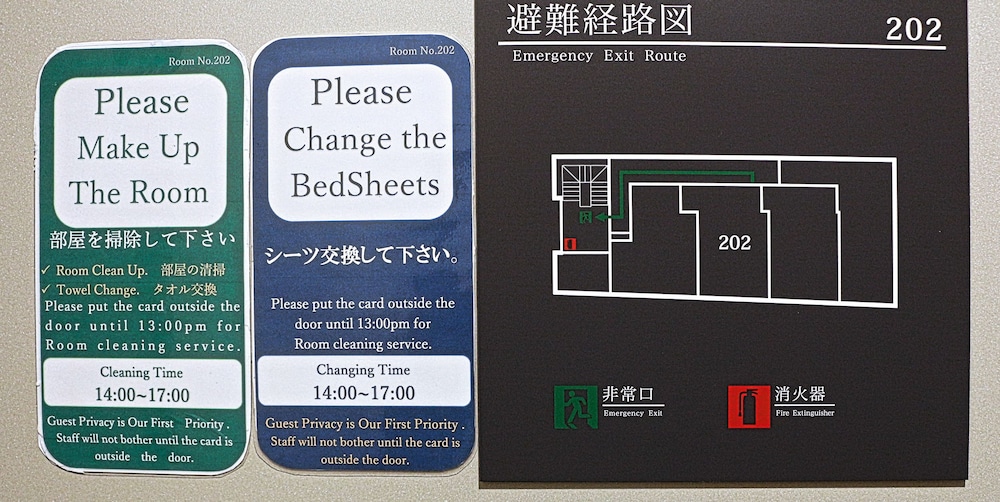 Room No.202
Please
Make Up
The Room
部屋を掃除して下さい
✓ Room Clean Up. 部屋の清掃
✓ Towel Change. タオル交換
Please put the card outside the
door until 13:00pm for
Room cleaning service.
Cleaning Time
14:00~17:00
Guest Privacy is Our First Priority.
Staff will not bother until the card is
outside the door.
Room No.202
Please
Change the
BedSheets
シーツ交換して下さい。
Please put the card outside the
door until 13:00pm for
Room cleaning service.
Changing Time
14:00~17:00
Guest Privacy is Our First Priority.
Staff will not bother until the card is
outside the door.
避難経路図 202
Emergency Exit Route
202
非常口
Emergency Exit
消火器
Fire Extinguisher